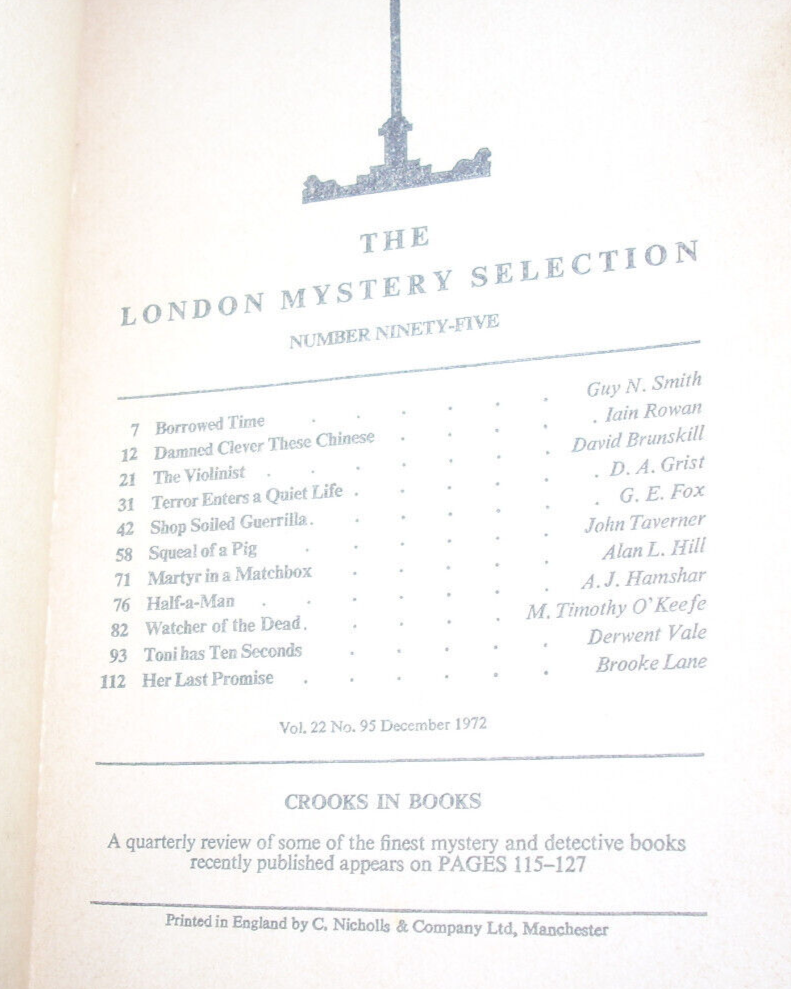 THE
LONDON MYSTERY SELECTION
NUMBER NINETY-FIVE
7 Borrowed Time . . . . . . Guy N. Smith
12 Damned Clever These Chinese . . . . . Iain Rowan
21 The Violinist . . . . . . . David Brunskill
31 Terror Enters a Quiet Life . . . . . . D. A. Grist
42 Shop Soiled Guerrilla . . . . . . G. E. Fox
58 Squeal of a Pig . . . . . . John Taverner
71 Martyr in a Matchbox . . . . . Alan L. Hill
76 Half-a-Man . . . . . . . A. J. Hamshar
82 Watcher of the Dead . . . . . M. Timothy O'Keefe
93 Toni has Ten Seconds . . . . . Derwent Vale
112 Her Last Promise . . . . . . Brooke Lane
Vol. 22 No. 95 December 1972
CROOKS IN BOOKS
A quarterly review of some of the finest mystery and detective books
recently published appears on PAGES 115–127
Printed in England by C. Nicholls & Company Ltd, Manchester